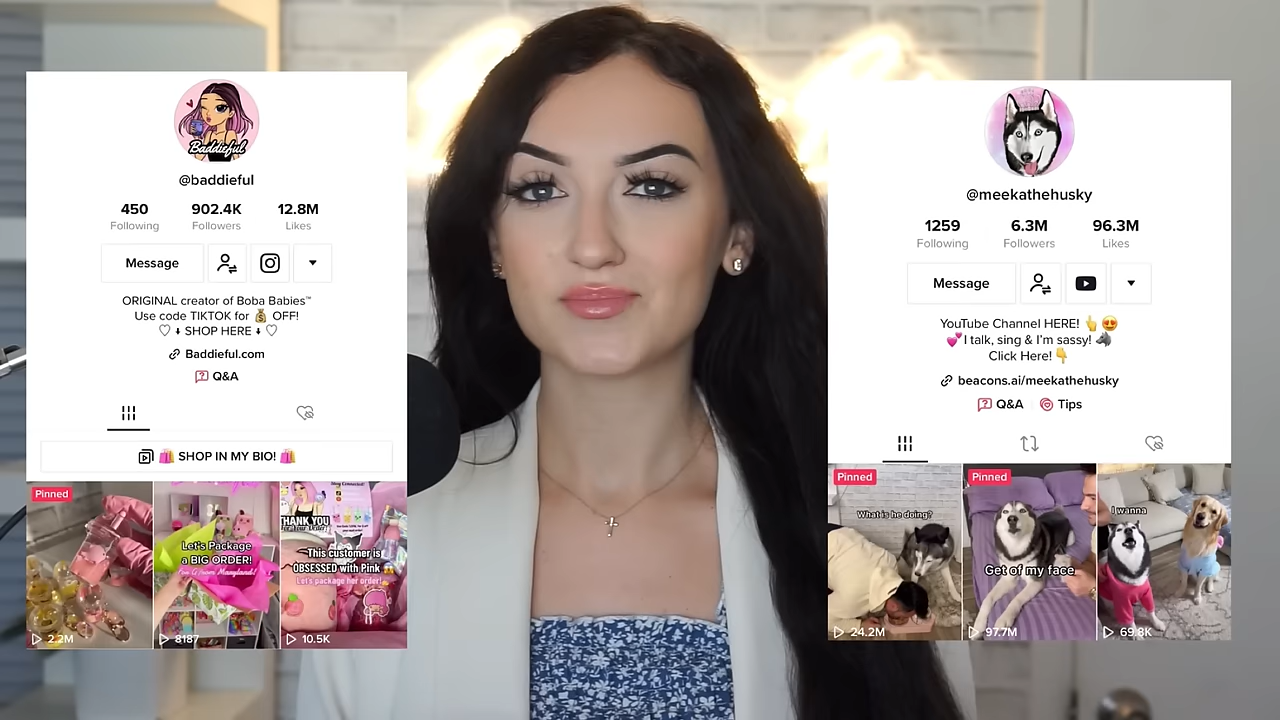 Baddieful
@baddieful
450
902.4K
12.8M
Following
Followers
Likes
Message
ORIGINAL creator of Boba Babies™
Use code TIKTOK for 💰 OFF!
♡ ⬇ SHOP HERE ⬇ ♡
Baddieful.com
Q&A
🛍️ SHOP IN MY BIO! 🛍️
Pinned
2.2M
Let's Package
a BIG ORDER!
8187
Stay Connected!
THANK YOU
This customer is
OBSESSED with Pink
Let's package her order!
10.5K
@meekathehusky
1259
6.3M
96.3M
Following
Followers
Likes
Message
YouTube Channel HERE! 👆😍
💕I talk, sing & I'm sassy! 🐴
Click Here! 👇
beacons.ai/meekathehusky
Q&A
Tips
Pinned
What is he doing?
24.2M
Pinned
Get of my face
97.7M
I wanna
69.8K